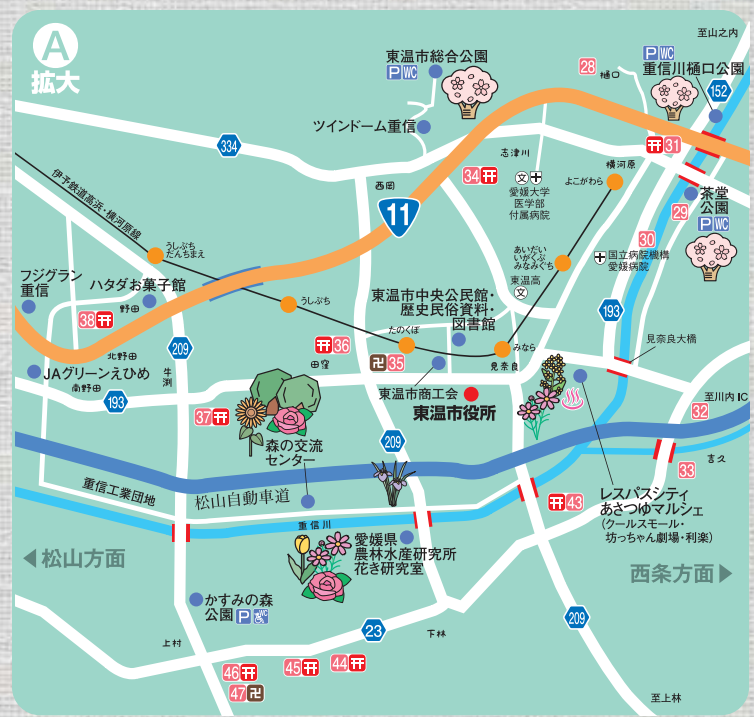 A
拡大
至山之内
東温市総合公園
P WC
P WC
重信川樋口公園
28
樋口
152
ツインドーム重信
334
志津川
31
34
横河原
よこがわら
西岡
文
愛媛大学
医学部
付属病院
茶堂
公園
P WC
29
伊予鉄道高浜・横河原線
11
30
うしぶち
だんちまえ
あいだい
いがくぶ
みなみぐち
国立病院機構
愛媛病院
東温高
文
フジグラン
重信
ハタダお菓子館
野田
うしぶち
東温市中央公民館・
歴史民俗資料・
図書館
193
38
たのくぼ
みなら
見奈良
見奈良大橋
北野田
209
牛渕
36
田窪
35
JAグリーンえひめ
南野田
193
東温市商工会
東温市役所
至川内IC
37
32
209
森の交流
センター
吉久
33
重信工業団地
松山自動車道
43
レスパスシティ
あさつゆマルシェ
(クールスモール・
坊っちゃん劇場・利楽)
重信川
愛媛県
農林水産研究所
花き研究室
松山方面
西条方面
かすみの森
公園
P WC
209
23
下林
上村
46
45
44
47
至上林